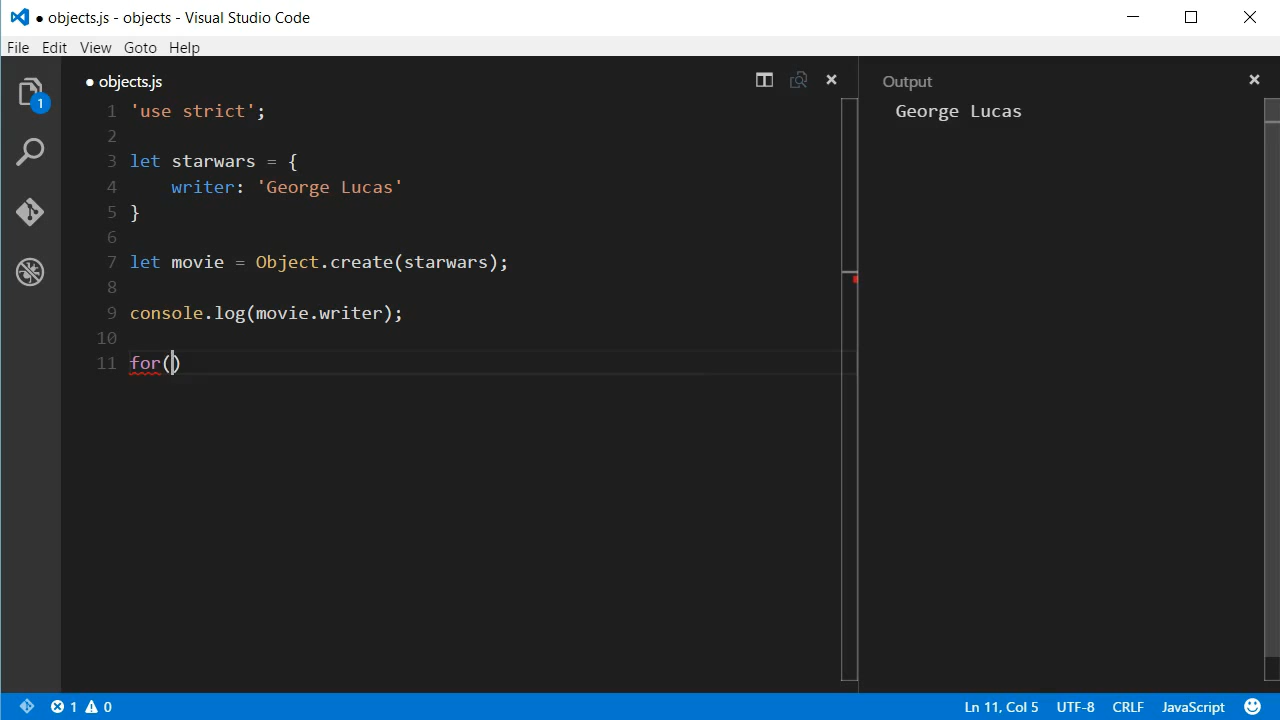 ● objects.js - objects - Visual Studio Code
File Edit View Goto Help
● objects.js
Output
1 'use strict';
George Lucas
2
3 let starwars = {
4     writer: 'George Lucas'
5 }
6
7 let movie = Object.create(starwars);
8
9 console.log(movie.writer);
10
11 for()
1
1 0
Ln 11, Col 5 UTF-8 CRLF JavaScript